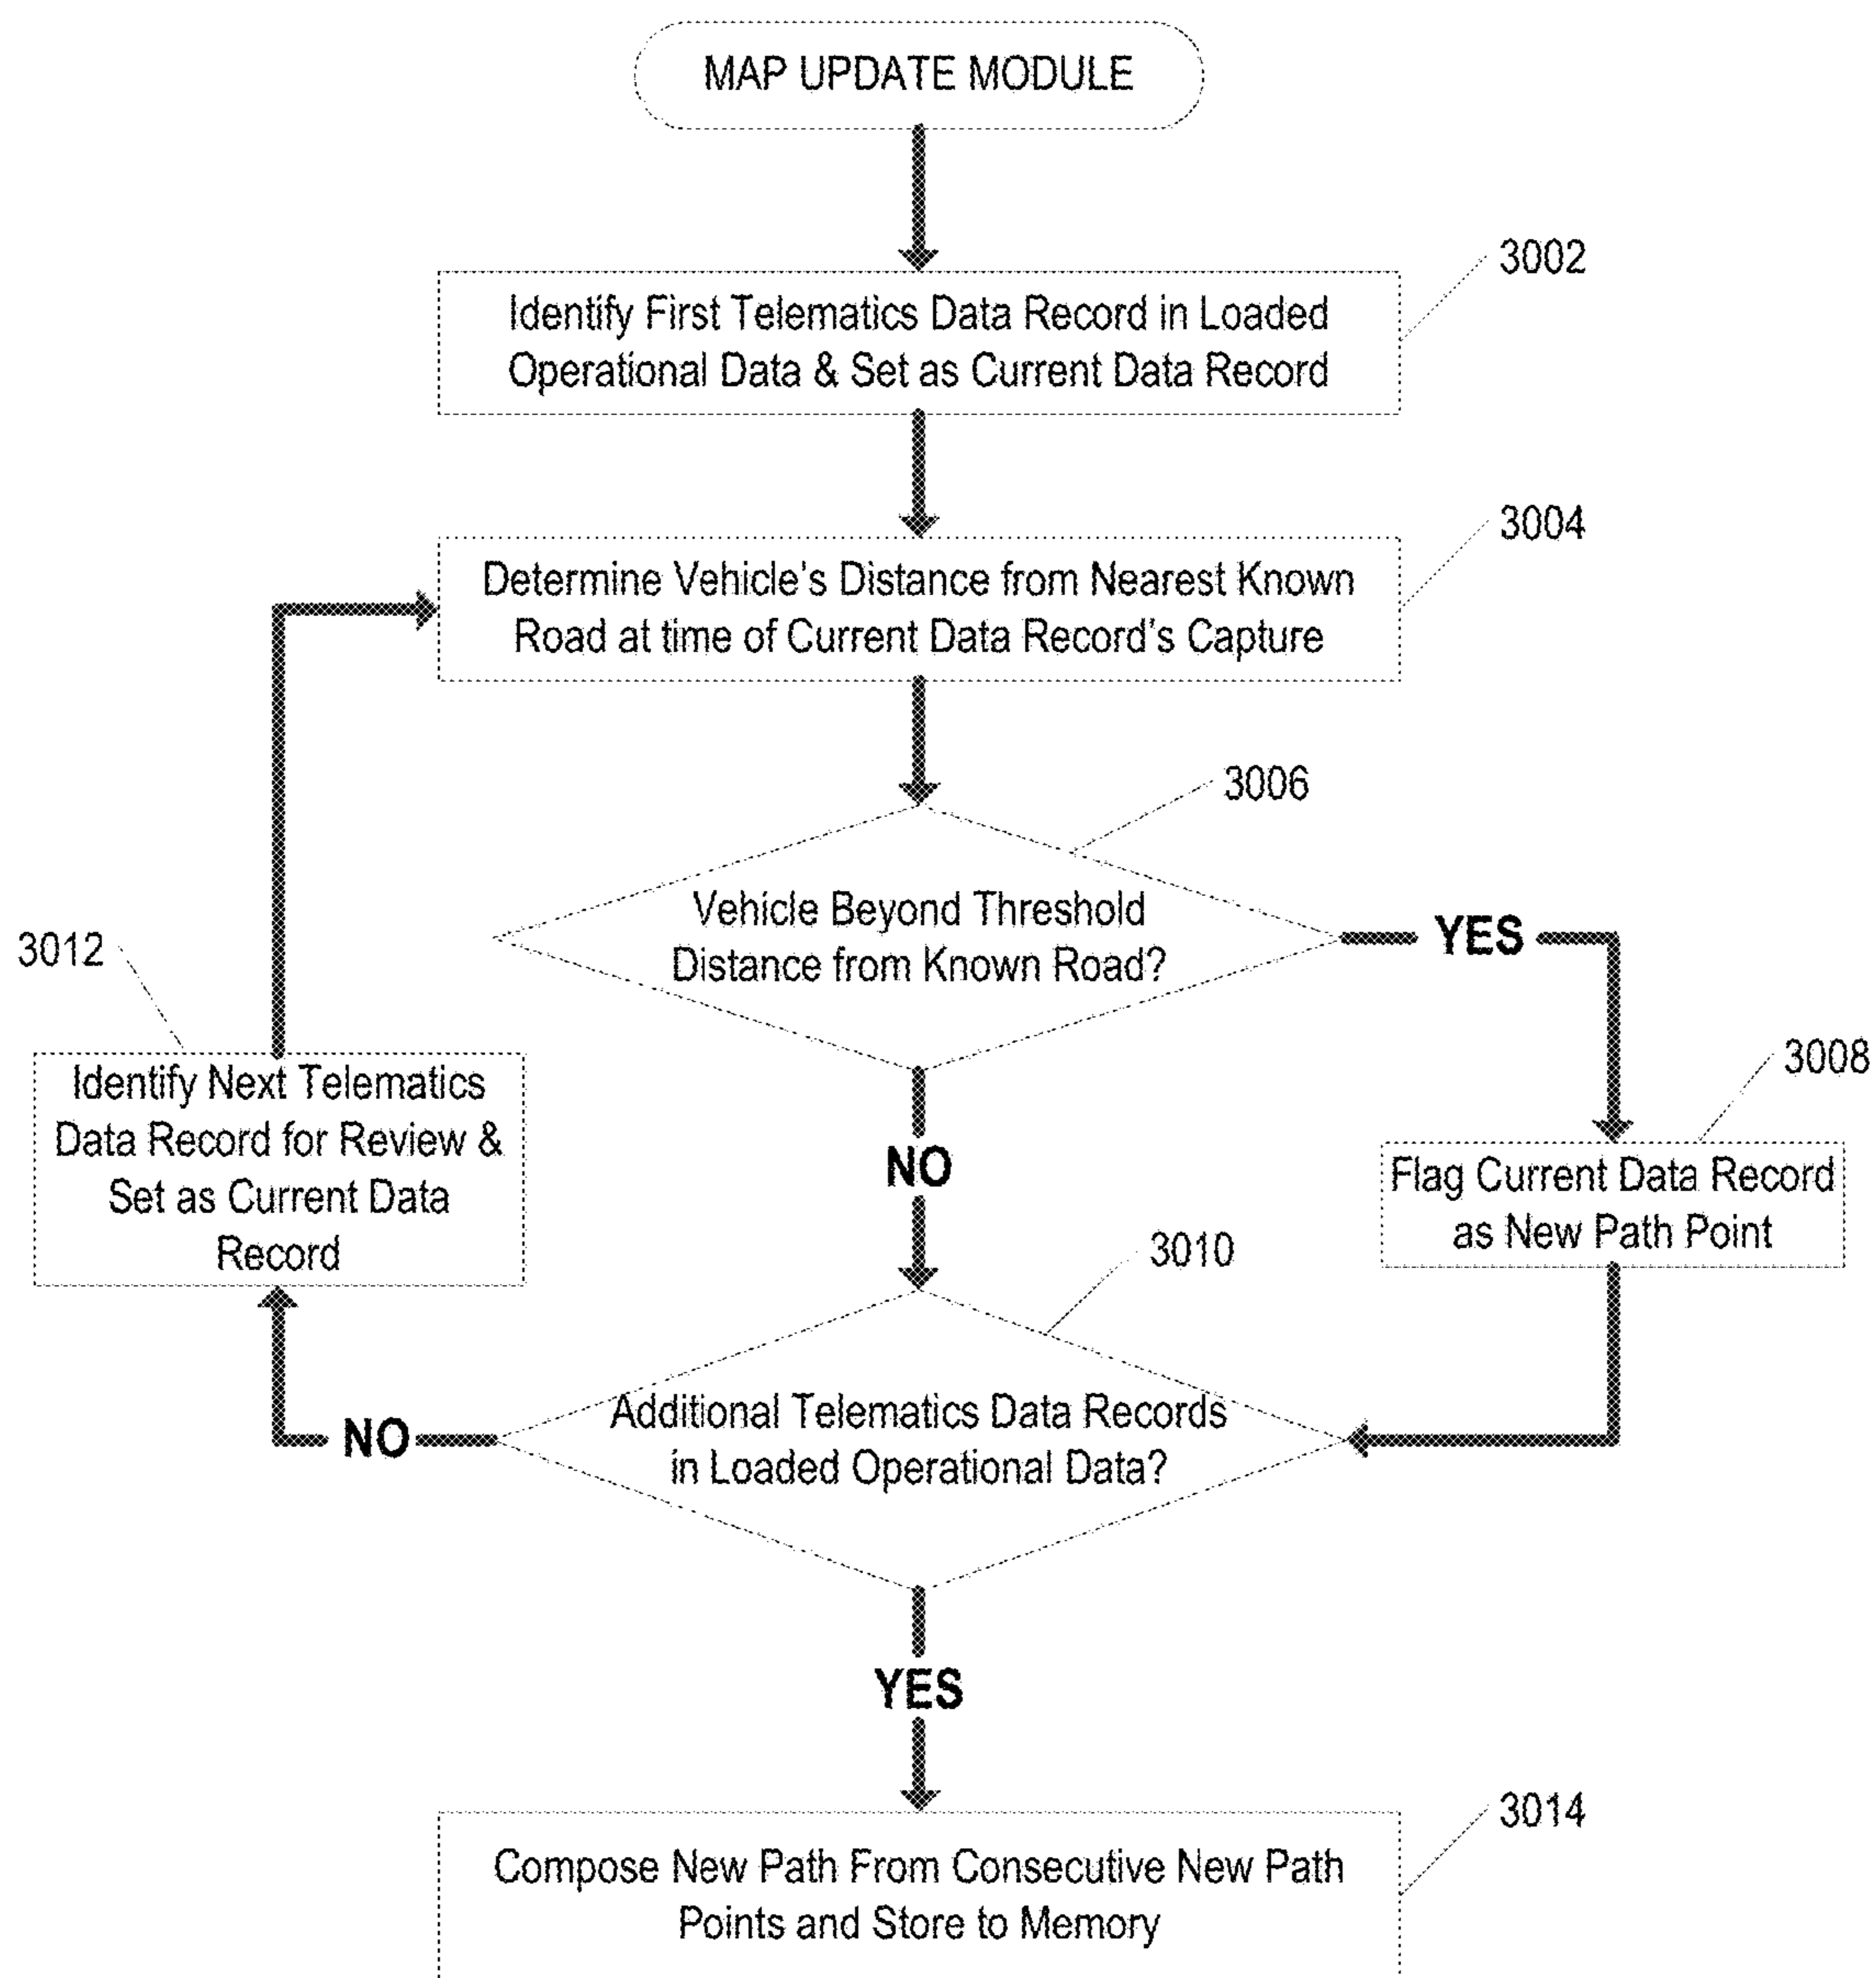 MAP UPDATE MODULE
3002
Identify First Telematics Data Record in Loaded
Operational Data & Set as Current Data Record
3004
Determine Vehicle's Distance from Nearest Known
Road at time of Current Data Record's Capture
3006
Vehicle Beyond Threshold
Distance from Known Road?
YES
3012
Identify Next Telematics
Data Record for Review &
Set as Current Data
Record
NO
3008
Flag Current Data Record
as New Path Point
3010
Additional Telematics Data Records
in Loaded Operational Data?
NO
YES
3014
Compose New Path From Consecutive New Path
Points and Store to Memory